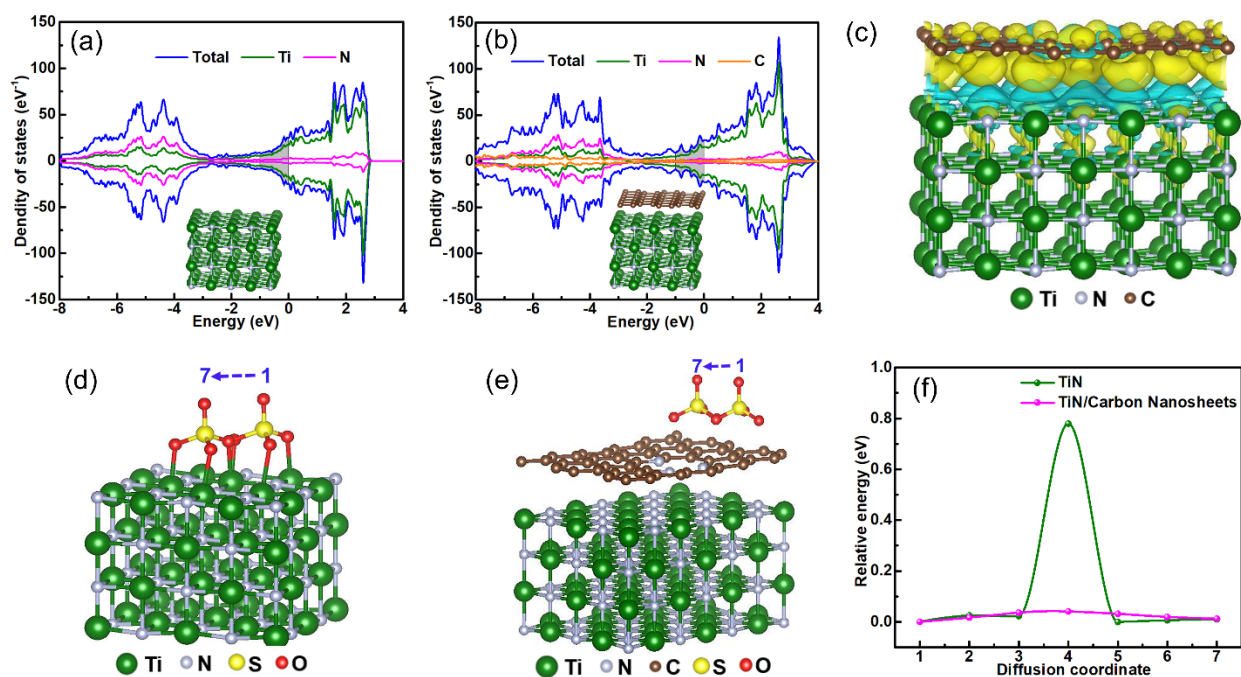 (a)
Total Ti N
Dendity of states (eV⁻¹)
150
100
50
0
-50
-100
-150
-8 -6 -4 -2 0 2 4
Energy (eV)
(b)
Total Ti N C
Dendity of states (eV⁻¹)
150
100
50
0
-50
-100
-150
-8 -6 -4 -2 0 2 4
Energy (eV)
(c)
Ti N C
(d)
7 1
Ti N S O
(e)
7 1
Ti N C S O
(f)
TiN
TiN/Carbon Nanosheets
Relative energy (eV)
1.0
0.8
0.6
0.4
0.2
0.0
1 2 3 4 5 6 7
Diffusion coordinate